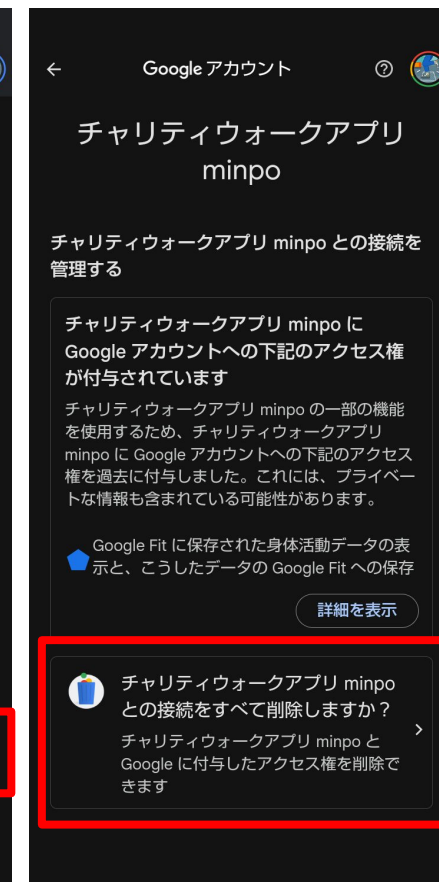 Google アカウント
チャリティウォークアプリ
minpo
チャリティウォークアプリ minpo との接続を
管理する
チャリティウォークアプリ minpo に
Google アカウントへの下記のアクセス権
が付与されています
チャリティウォークアプリ minpo の一部の機能
を使用するため、チャリティウォークアプリ
minpo に Google アカウントへの下記のアクセス
権を過去に付与しました。これには、プライベー
トな情報も含まれている可能性があります。
Google Fit に保存された身体活動データの表
示と、こうしたデータの Google Fit への保存
詳細を表示
チャリティウォークアプリ minpo
との接続をすべて削除しますか？
チャリティウォークアプリ minpo と
Google に付与したアクセス権を削除で
きます